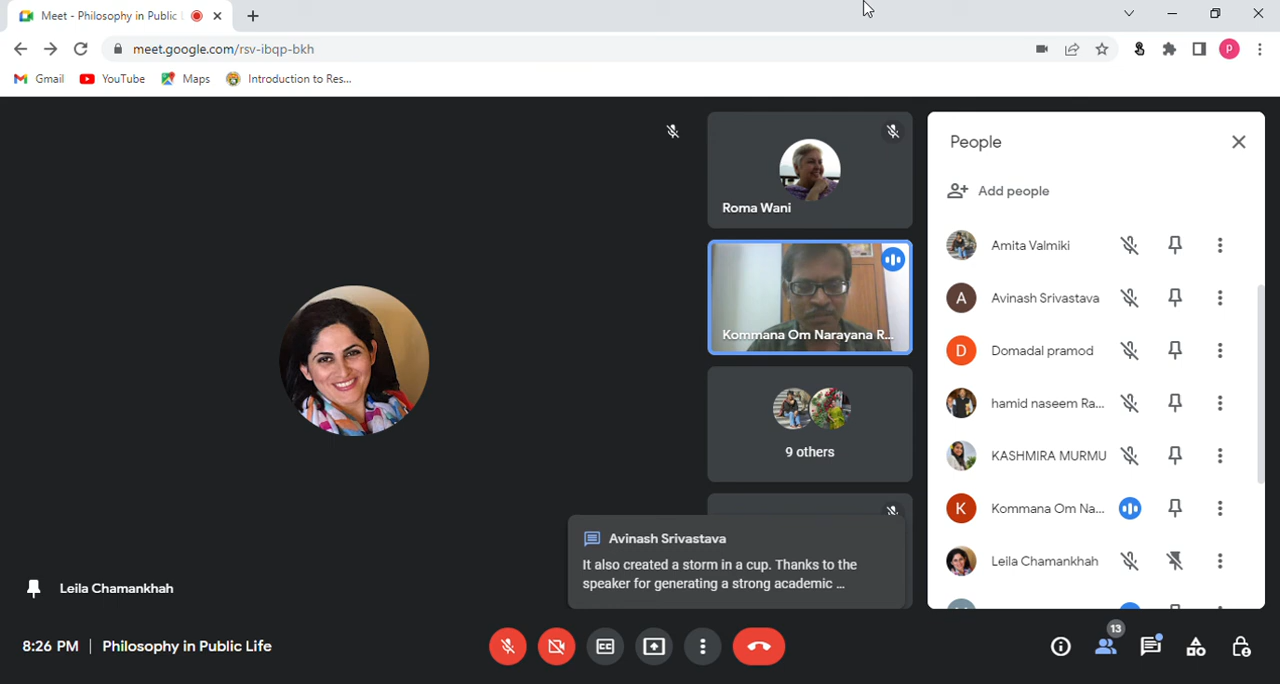 Meet - Philosophy in Public
meet.google.com/rsv-ibqp-bkh
P
Gmail
YouTube
Maps
Introduction to Res...
Roma Wani
Kommana Om Narayana R...
9 others
Avinash Srivastava
It also created a storm in a cup. Thanks to the
speaker for generating a strong academic ...
Leila Chamankhah
People
Add people
Amita Valmiki
A
Avinash Srivastava
D
Domadal pramod
hamid naseem Ra...
KASHMIRA MURMU
K
Kommana Om Na...
Leila Chamankhah
8:26 PM | Philosophy in Public Life
CC
13